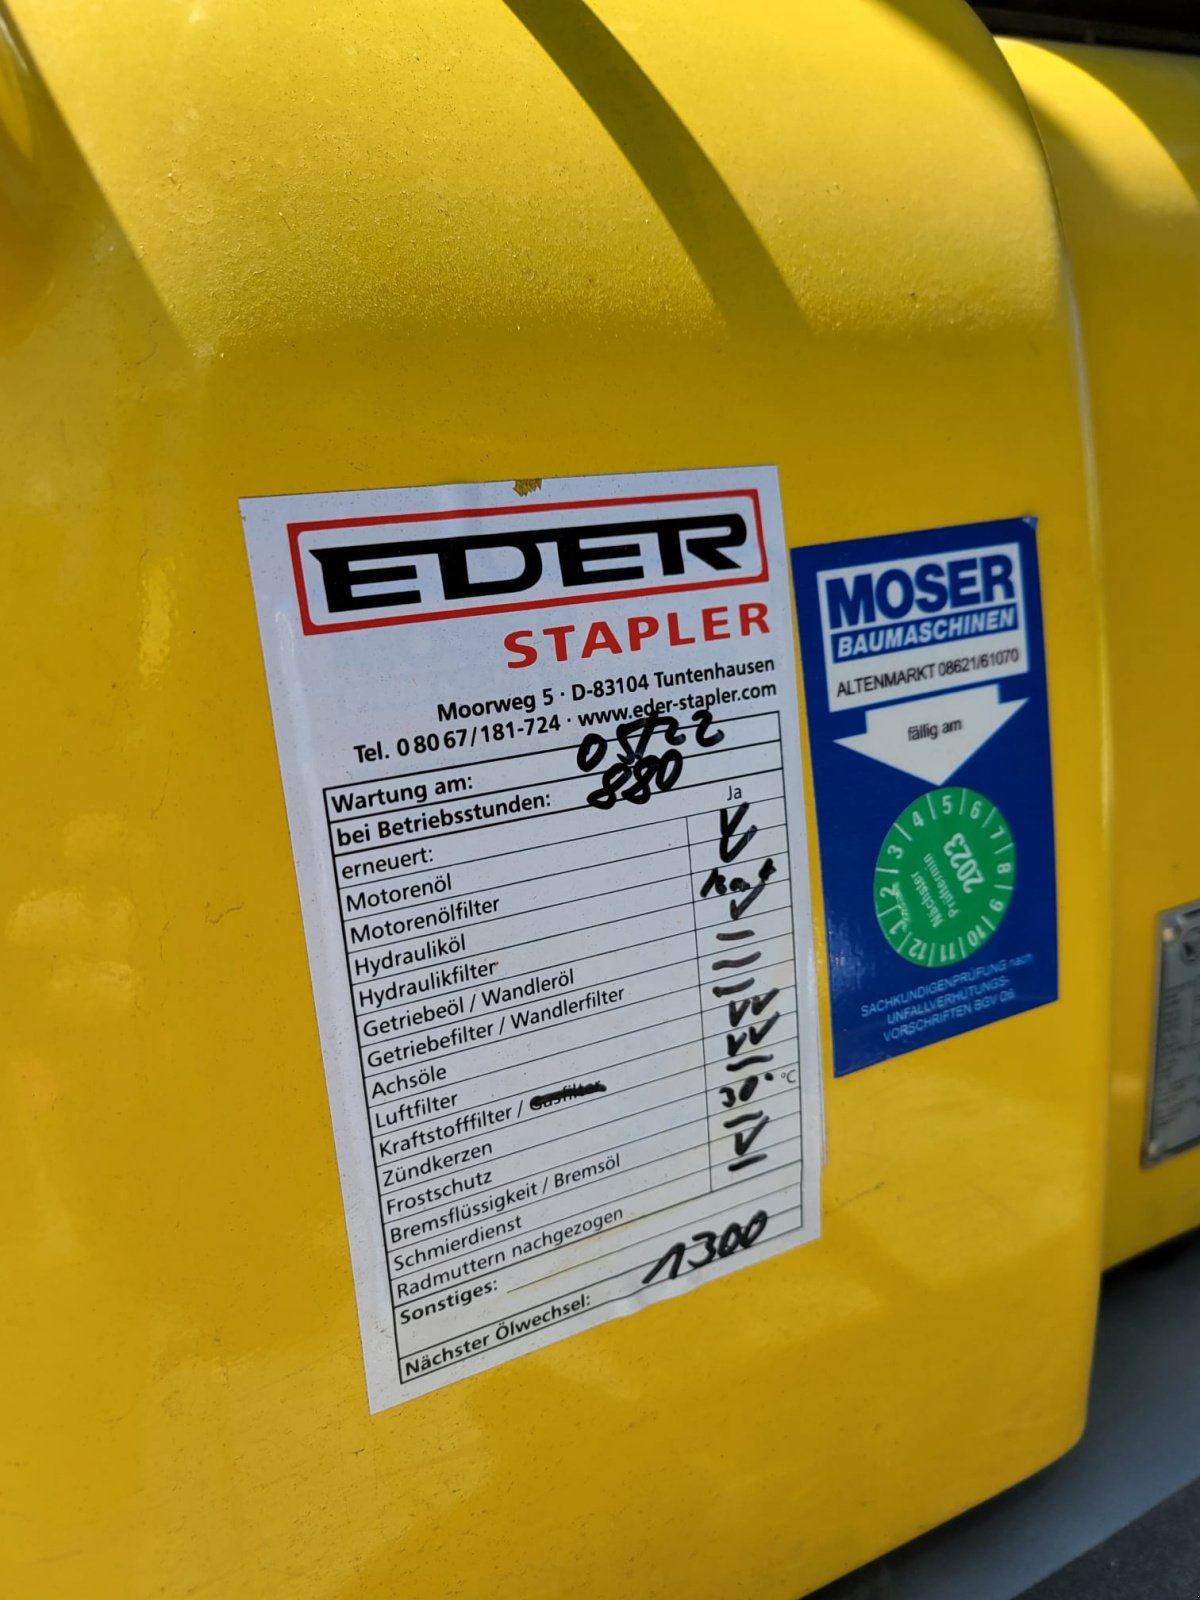 EDER
STAPLER
Moorweg 5 · D-83104 Tuntenhausen
Tel. 0 80 67/181-724 · www.eder-stapler.com
Wartung am: 05/22
bei Betriebsstunden: 880
erneuert: Ja
Motorenöl
Motorenölfilter
Hydrauliköl
Hydraulikfilter
Getriebeöl / Wandleröl
Getriebefilter / Wandlerfilter
Achsöle
Luftfilter
Kraftstofffilter / Gasfilter
Zündkerzen
Frostschutz 30° °C
Bremsflüssigkeit / Bremsöl
Schmierdienst
Radmuttern nachgezogen
Sonstiges:
Nächster Ölwechsel: 1300
MOSER
BAUMASCHINEN
ALTENMARKT 08621/61070
fällig am
1 2 3 4 5 6 7 8 9 10 11 12
Nächster
Prüftermin
2023
SACHKUNDIGENPRÜFUNG nach
UNFALLVERHÜTUNGS-
VORSCHRIFTEN BGV D6